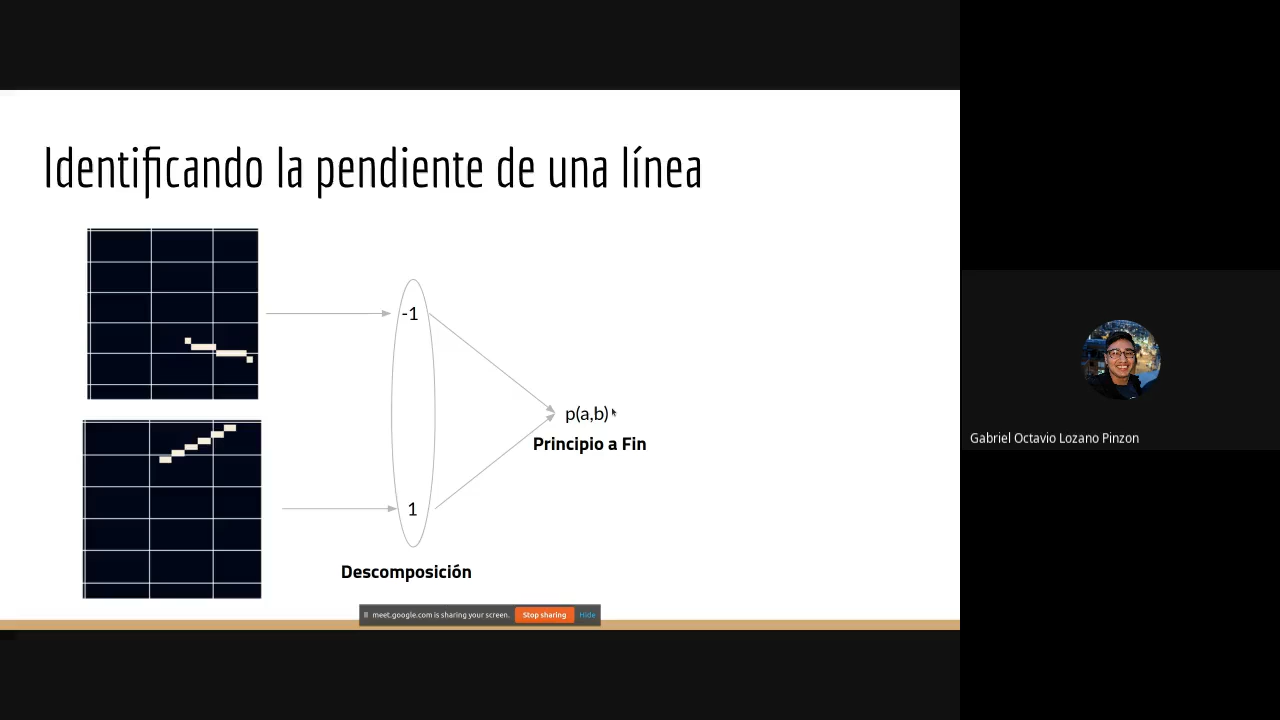 Identificando la pendiente de una línea
-1
p(a,b)
Principio a Fin
1
Descomposición
meet.google.com is sharing your screen. Stop sharing Hide
Gabriel Octavio Lozano Pinzon